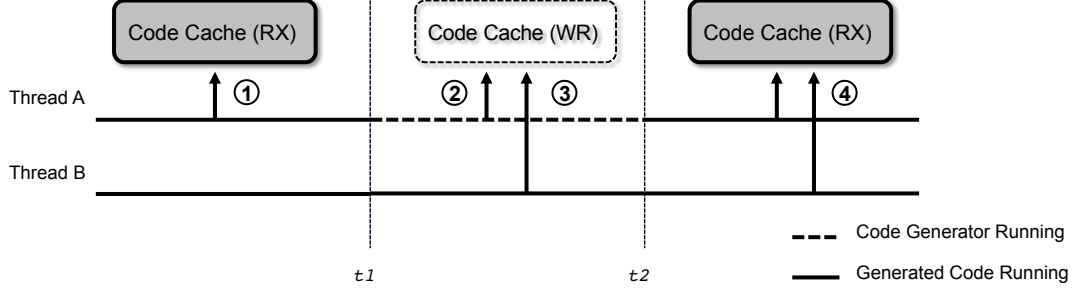 Code Cache (RX)
Code Cache (WR)
Code Cache (RX)
Thread A
①
②
③
④
Thread B
t1
t2
Code Generator Running
Generated Code Running